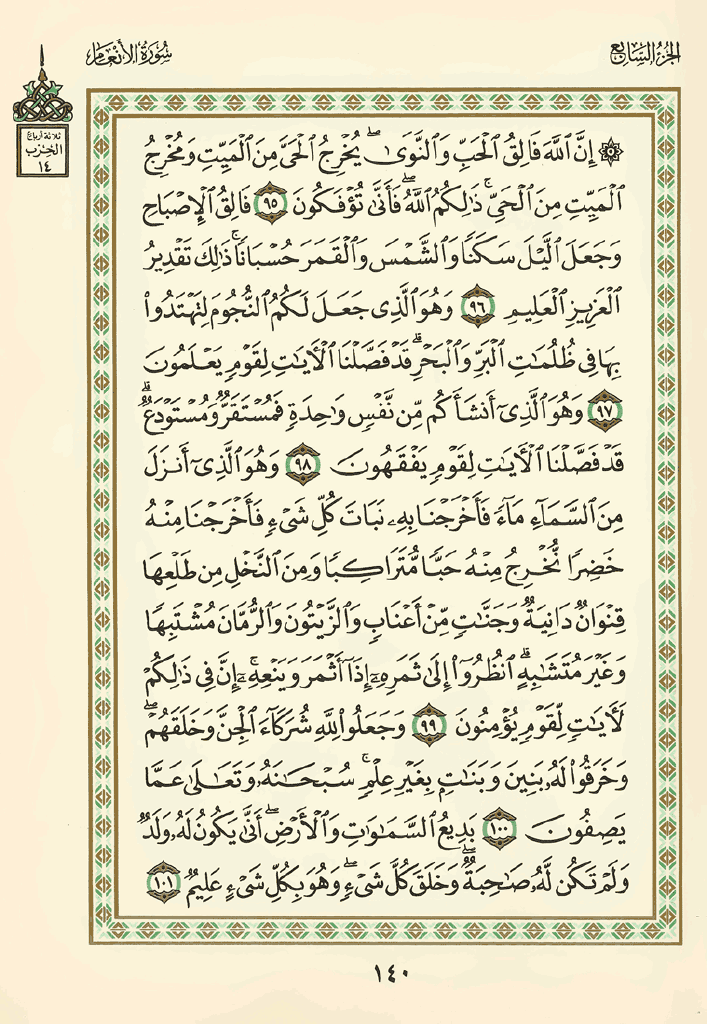 الجزء السابع
سورة الأنعام
ثلاثة أرباع
الحزب
١٤
۞ إِنَّ ٱللَّهَ فَالِقُ ٱلْحَبِّ وَٱلنَّوَىٰ ۖ يُخْرِجُ ٱلْحَىَّ مِنَ ٱلْمَيِّتِ وَمُخْرِجُ
ٱلْمَيِّتِ مِنَ ٱلْحَىِّ ۚ ذَٰلِكُمُ ٱللَّهُ ۖ فَأَنَّىٰ تُؤْفَكُونَ ٩٥ فَالِقُ ٱلْإِصْبَاحِ
وَجَعَلَ ٱلَّيْلَ سَكَنًا وَٱلشَّمْسَ وَٱلْقَمَرَ حُسْبَانًا ۚ ذَٰلِكَ تَقْدِيرُ
ٱلْعَزِيزِ ٱلْعَلِيمِ ٩٦ وَهُوَ ٱلَّذِى جَعَلَ لَكُمُ ٱلنُّجُومَ لِتَهْتَدُوا۟
بِهَا فِى ظُلُمَٰتِ ٱلْبَرِّ وَٱلْبَحْرِ ۗ قَدْ فَصَّلْنَا ٱلْءَايَٰتِ لِقَوْمٍ يَعْلَمُونَ
٩٧ وَهُوَ ٱلَّذِىٓ أَنشَأَكُم مِّن نَّفْسٍ وَٰحِدَةٍ فَمُسْتَقَرٌّ وَمُسْتَوْدَعٌ ۗ
قَدْ فَصَّلْنَا ٱلْءَايَٰتِ لِقَوْمٍ يَفْقَهُونَ ٩٨ وَهُوَ ٱلَّذِىٓ أَنزَلَ
مِنَ ٱلسَّمَآءِ مَآءً فَأَخْرَجْنَا بِهِۦ نَبَاتَ كُلِّ شَىْءٍ فَأَخْرَجْنَا مِنْهُ
خَضِرًا نُّخْرِجُ مِنْهُ حَبًّا مُّتَرَاكِبًا وَمِنَ ٱلنَّخْلِ مِن طَلْعِهَا
قِنْوَانٌ دَانِيَةٌ وَجَنَّٰتٍ مِّنْ أَعْنَابٍ وَٱلزَّيْتُونَ وَٱلرُّمَّانَ مُشْتَبِهًا
وَغَيْرَ مُتَشَٰبِهٍ ۗ ٱنظُرُوٓا۟ إِلَىٰ ثَمَرِهِۦٓ إِذَآ أَثْمَرَ وَيَنْعِهِۦٓ ۚ إِنَّ فِى ذَٰلِكُمْ
لَءَايَٰتٍ لِّقَوْمٍ يُؤْمِنُونَ ٩٩ وَجَعَلُوا۟ لِلَّهِ شُرَكَآءَ ٱلْجِنَّ وَخَلَقَهُمْ ۖ
وَخَرَقُوا۟ لَهُۥ بَنِينَ وَبَنَٰتٍۭ بِغَيْرِ عِلْمٍ ۚ سُبْحَٰنَهُۥ وَتَعَٰلَىٰ عَمَّا
يَصِفُونَ ١٠٠ بَدِيعُ ٱلسَّمَٰوَٰتِ وَٱلْأَرْضِ ۖ أَنَّىٰ يَكُونُ لَهُۥ وَلَدٌ
وَلَمْ تَكُن لَّهُۥ صَٰحِبَةٌ ۖ وَخَلَقَ كُلَّ شَىْءٍ ۖ وَهُوَ بِكُلِّ شَىْءٍ عَلِيمٌ ١٠١
١٤٠